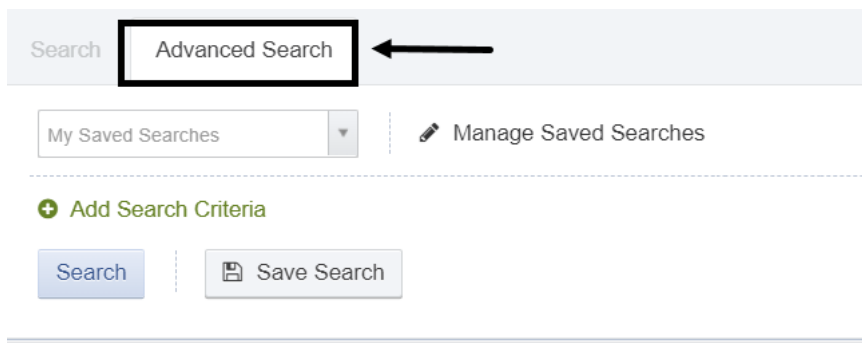 Search Advanced Search
My Saved Searches Manage Saved Searches
Add Search Criteria
Search Save Search